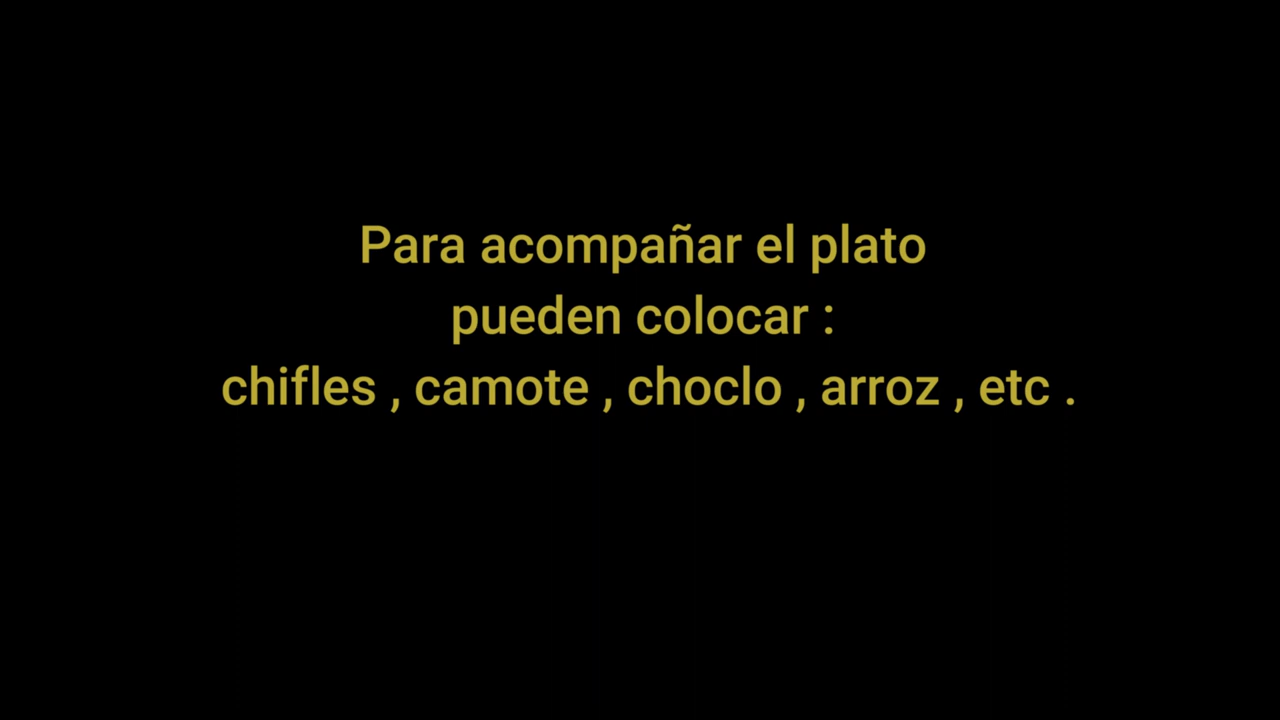 Para acompañar el plato
pueden colocar :
chifles , camote , choclo , arroz , etc .